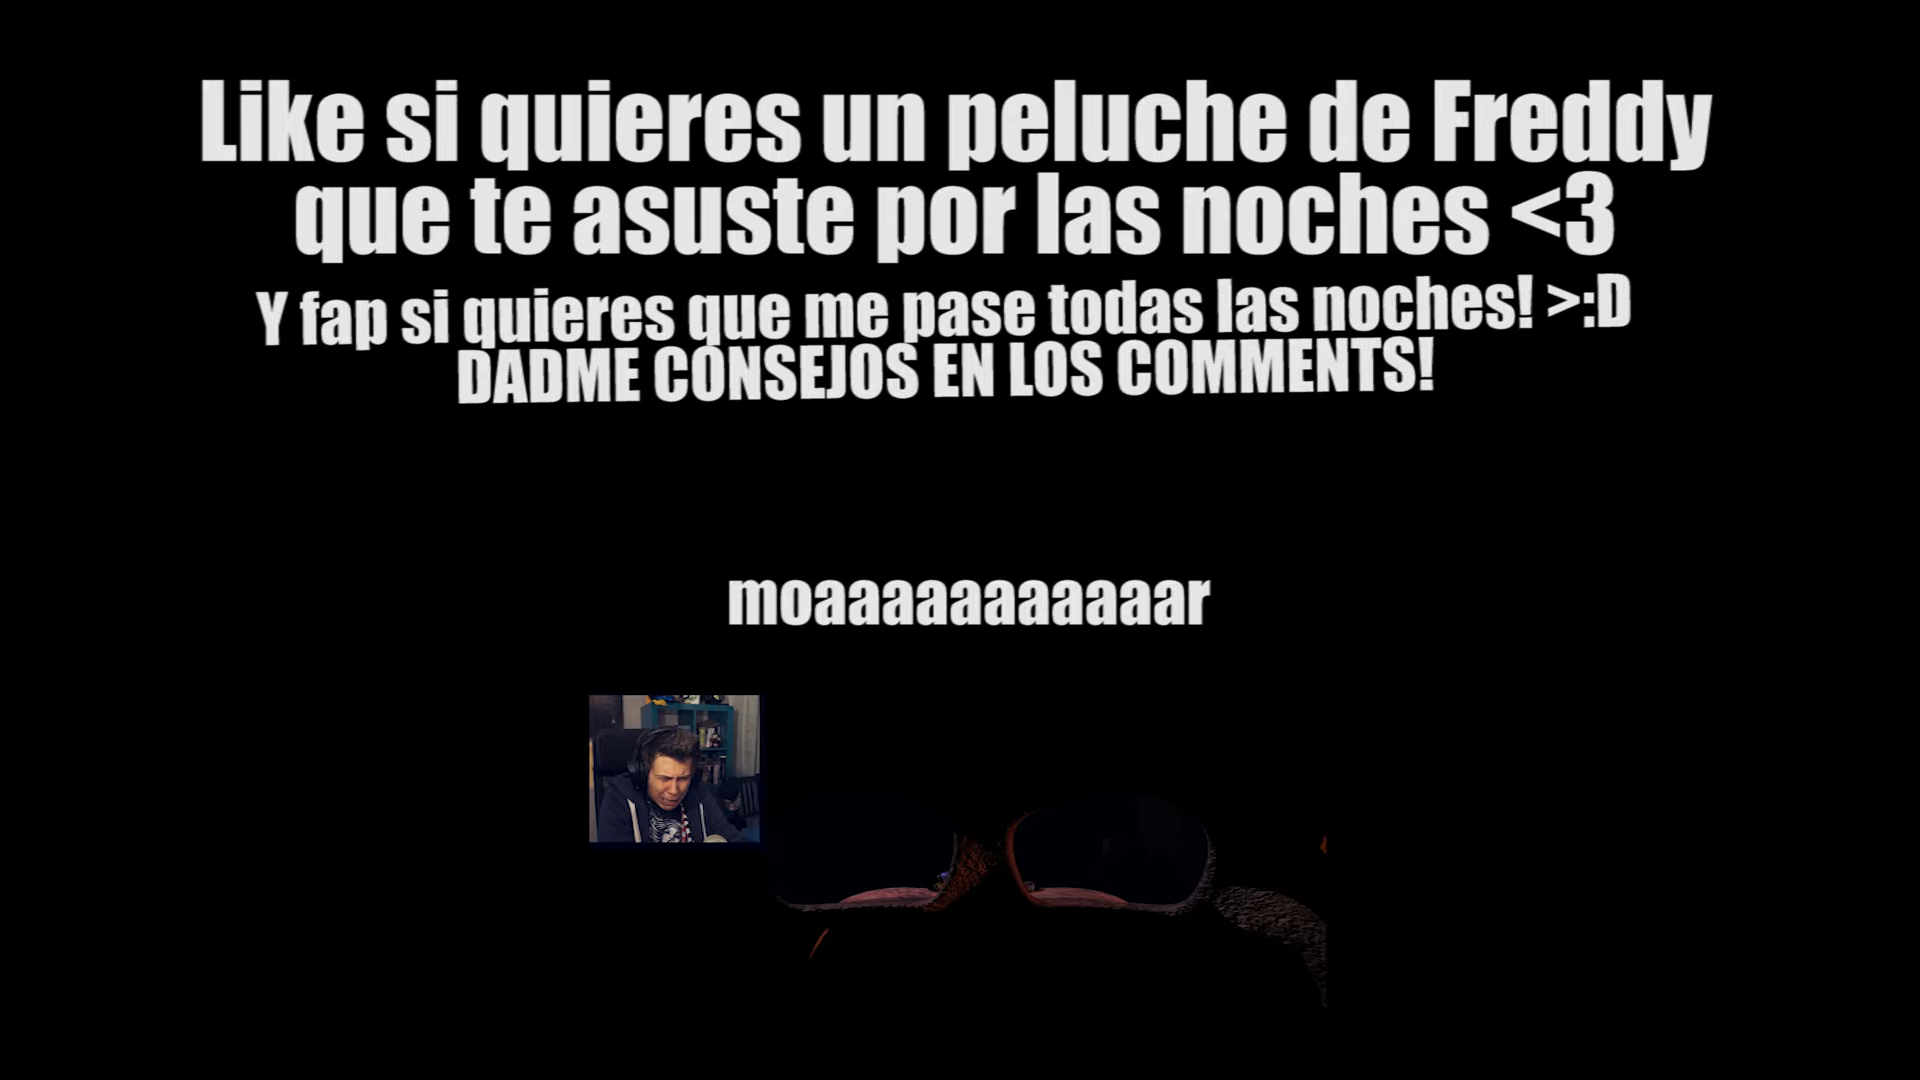 Like si quieres un peluche de Freddy
que te asuste por las noches <3
Y fap si quieres que me pase todas las noches! >:D
DADME CONSEJOS EN LOS COMMENTS!
moaaaaaaaaaaaar